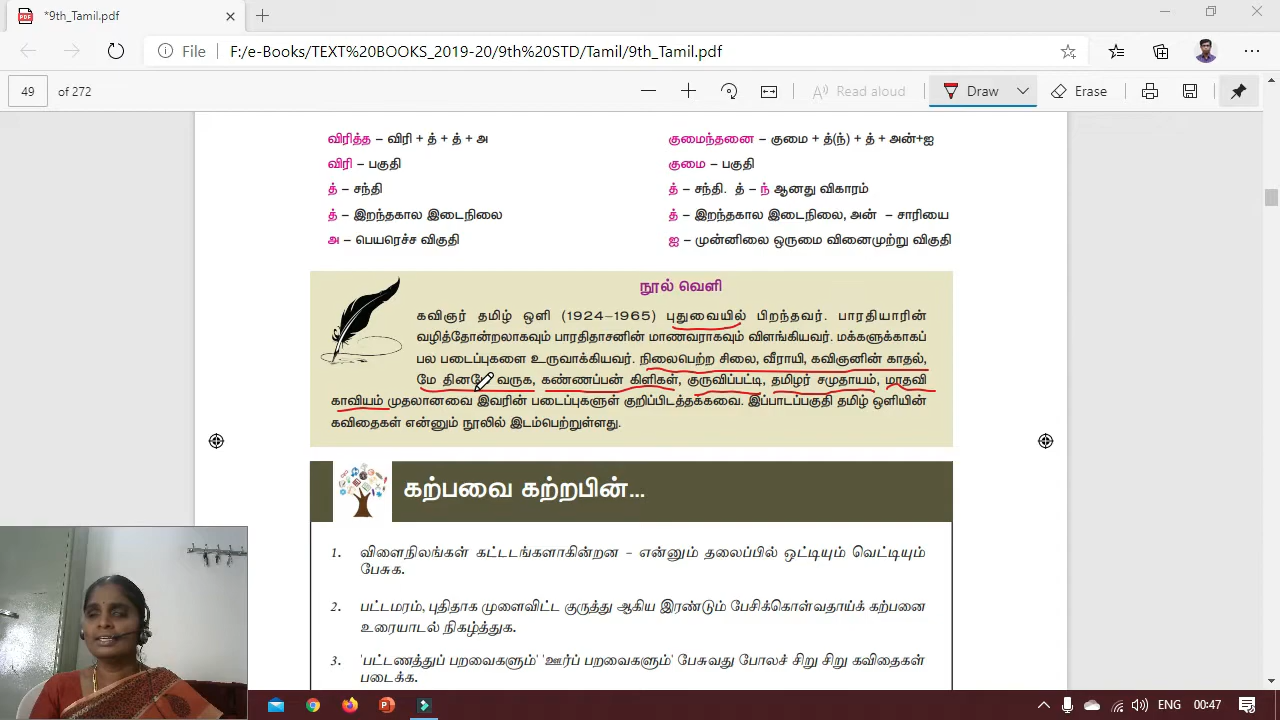 *9th_Tamil.pdf
File F:/e-Books/TEXT%20BOOKS_2019-20/9th%20STD/Tamil/9th_Tamil.pdf
49 of 272 Read aloud Draw Erase
விரித்த – விரி + த் + த் + அ
விரி – பகுதி
த் – சந்தி
த் – இறந்தகால இடைநிலை
அ – பெயரெச்ச விகுதி
குமைந்தனை – குமை + த்(ந்) + த் + அன்+ஐ
குமை – பகுதி
த் – சந்தி. த் – ந் ஆனது விகாரம்
த் – இறந்தகால இடைநிலை, அன் – சாரியை
ஐ – முன்னிலை ஒருமை வினைமுற்று விகுதி
நூல் வெளி
கவிஞர் தமிழ் ஒளி (1924–1965) புதுவையில் பிறந்தவர். பாரதியாரின்
வழித்தோன்றலாகவும் பாரதிதாசனின் மாணவராகவும் விளங்கியவர். மக்களுக்காகப்
பல படைப்புகளை உருவாக்கியவர். நிலைபெற்ற சிலை, வீராயி, கவிஞனின் காதல்,
மே தினமே வருக, கண்ணப்பன் கிளிகள், குருவிப்பட்டி, தமிழர் சமுதாயம், மாதவி
காவியம் முதலானவை இவரின் படைப்புகளுள் குறிப்பிடத்தக்கவை. இப்பாடப்பகுதி தமிழ் ஒளியின்
கவிதைகள் என்னும் நூலில் இடம்பெற்றுள்ளது.
கற்பவை கற்றபின்...
1. விளைநிலங்கள் கட்டடங்களாகின்றன – என்னும் தலைப்பில் ஒட்டியும் வெட்டியும்
பேசுக.
2. பட்டமரம், புதிதாக முளைவிட்ட குருத்து ஆகிய இரண்டும் பேசிக்கொள்வதாய்க் கற்பனை
உரையாடல் நிகழ்த்துக.
3. 'பட்டணத்துப் பறவைகளும்' 'ஊர்ப் பறவைகளும்' பேசுவது போலச் சிறு சிறு கவிதைகள்
படைக்க.
ENG 00:47